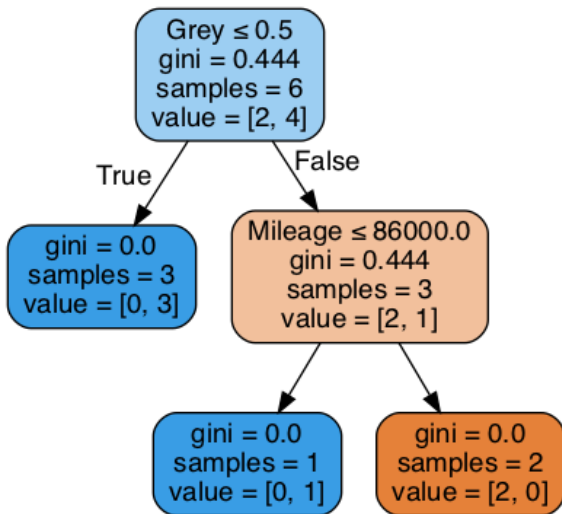 Grey ≤ 0.5
gini = 0.444
samples = 6
value = [2, 4]
True
False
gini = 0.0
samples = 3
value = [0, 3]
Mileage ≤ 86000.0
gini = 0.444
samples = 3
value = [2, 1]
gini = 0.0
samples = 1
value = [0, 1]
gini = 0.0
samples = 2
value = [2, 0]